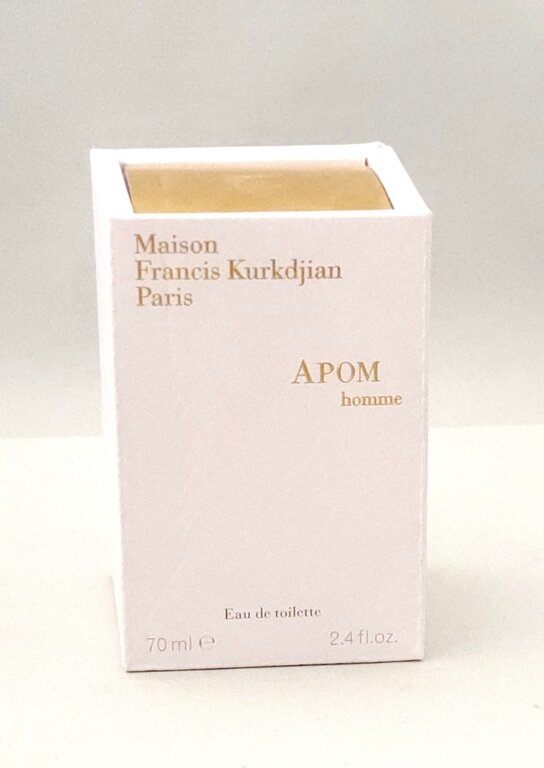 Maison
Francis Kurkdjian
Paris
APOM
homme
Eau de toilette
70 ml ℮ 2.4 fl.oz.